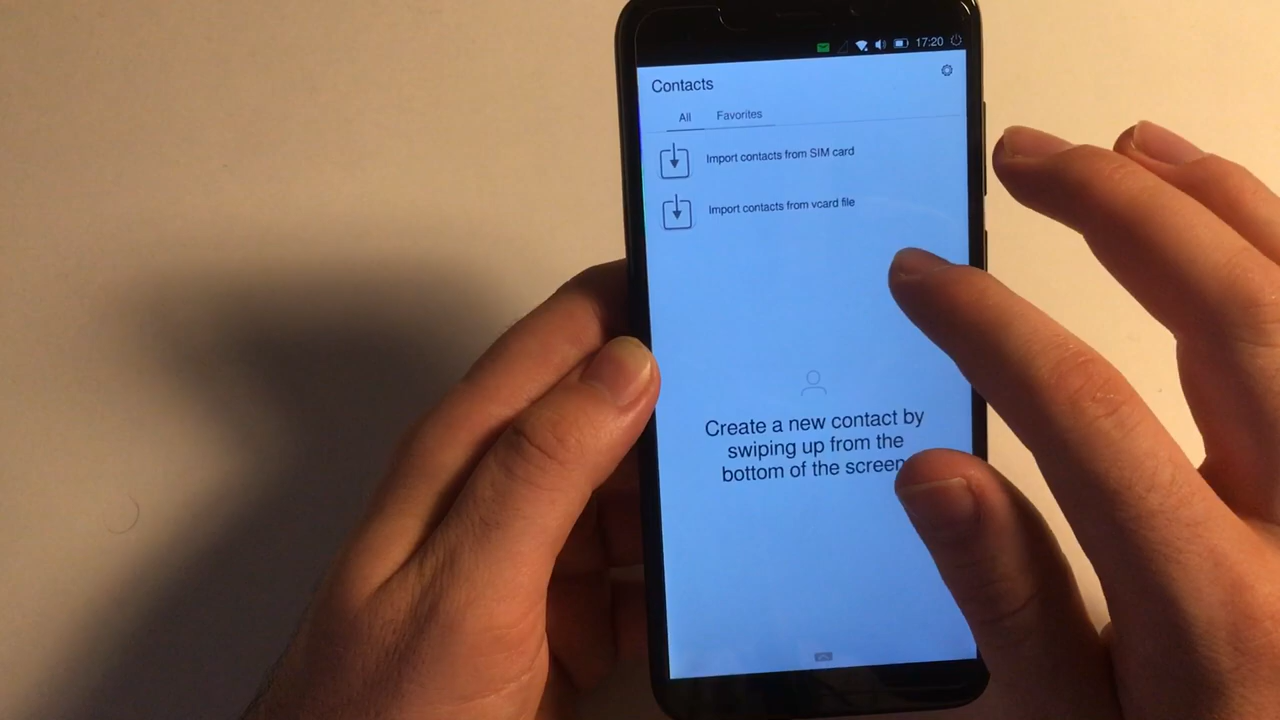 17:20
Contacts
All Favorites
Import contacts from SIM card
Import contacts from vcard file
Create a new contact by
swiping up from the
bottom of the screen